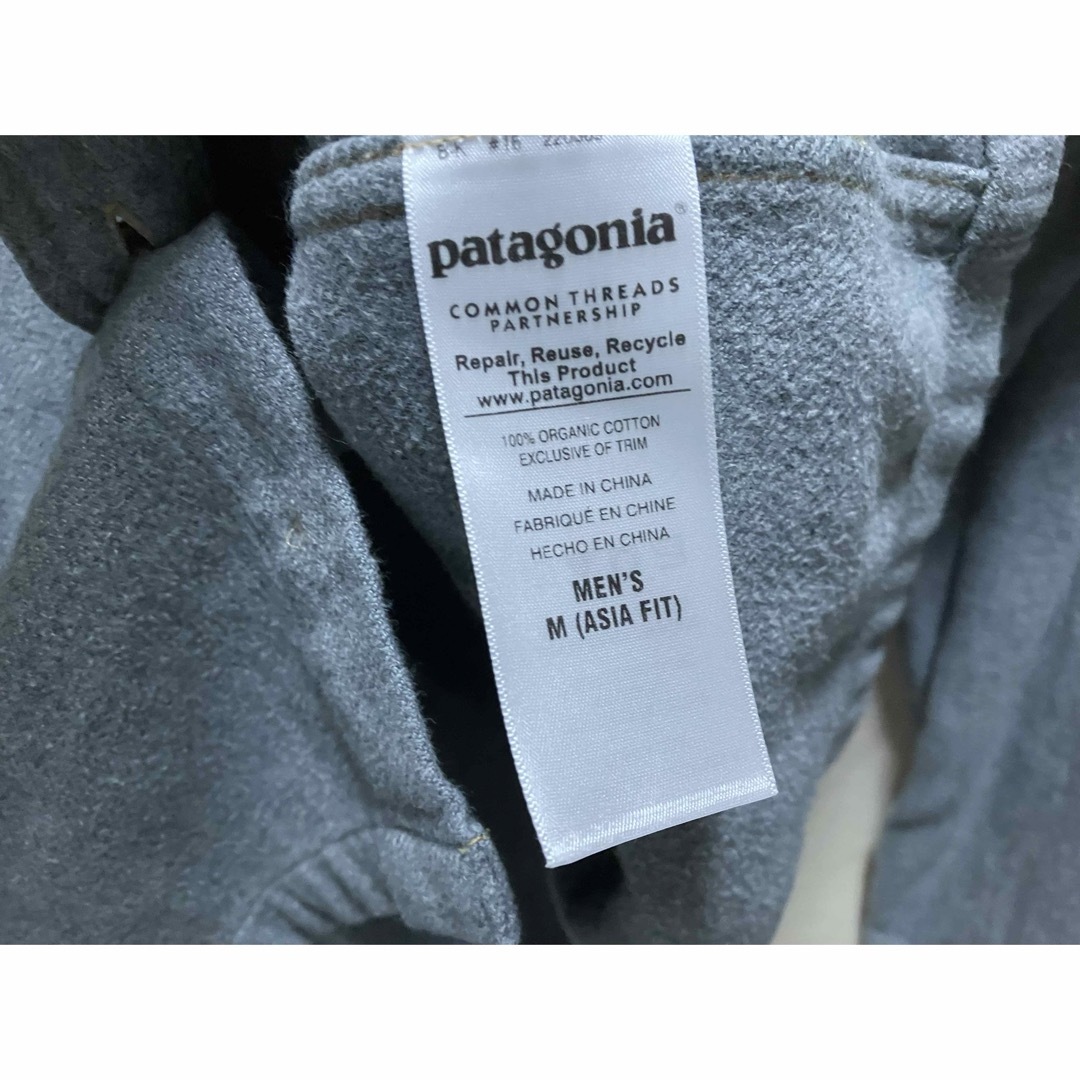 #16
patagonia®
COMMON THREADS
PARTNERSHIP
Repair, Reuse, Recycle
This Product
www.patagonia.com
100% ORGANIC COTTON
EXCLUSIVE OF TRIM
MADE IN CHINA
FABRIQUÉ EN CHINE
HECHO EN CHINA
MEN'S
M (ASIA FIT)